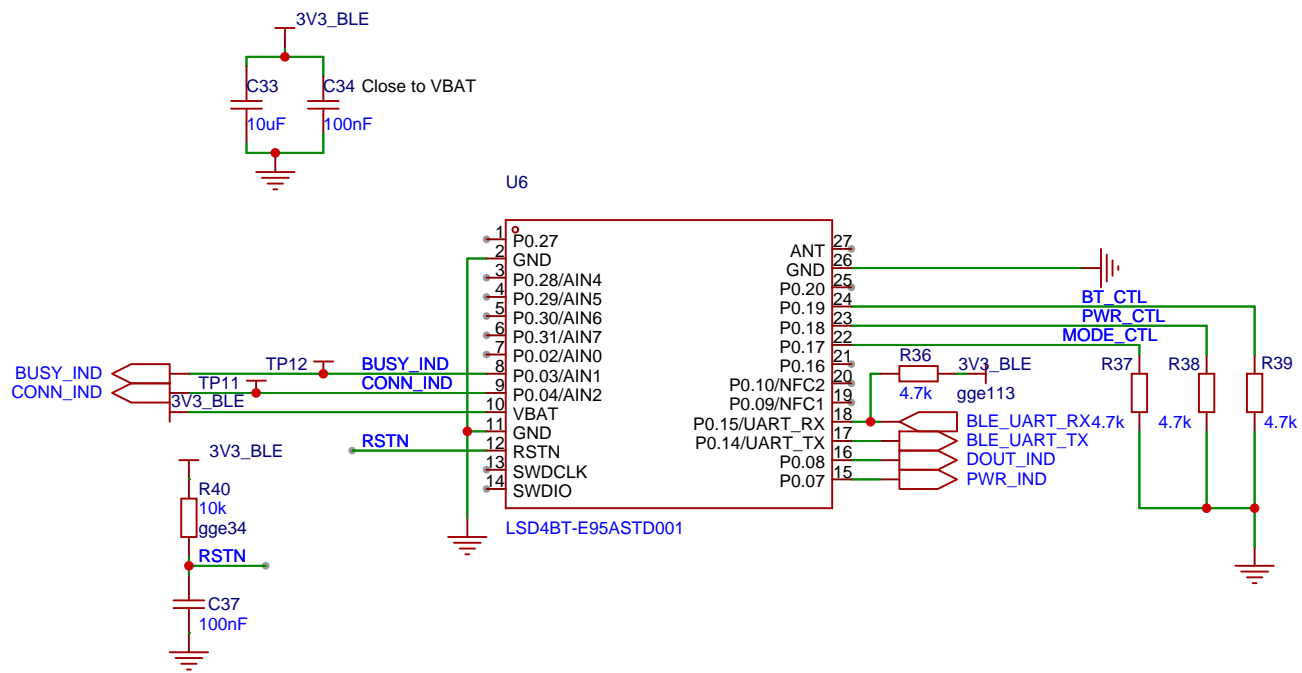 3V3_BLE
C33
C34 Close to VBAT
10uF
100nF
U6
1 P0.27
2 GND
3 P0.28/AIN4
4 P0.29/AIN5
5 P0.30/AIN6
6 P0.31/AIN7
7 P0.02/AIN0
8 P0.03/AIN1
9 P0.04/AIN2
10 VBAT
11 GND
12 RSTN
13 SWDCLK
14 SWDIO
ANT 27
GND 26
P0.20 25
P0.19 24
P0.18 23
P0.17 22
P0.16 21
P0.10/NFC2 20
P0.09/NFC1 19
P0.15/UART_RX 18
P0.14/UART_TX 17
P0.08 16
P0.07 15
LSD4BT-E95ASTD001
BUSY_IND
TP12
BUSY_IND
CONN_IND
TP11
CONN_IND
3V3_BLE
RSTN
3V3_BLE
R40
10k
gge34
RSTN
C37
100nF
BT_CTL
PWR_CTL
MODE_CTL
R36
4.7k
3V3_BLE
gge113
BLE_UART_RX
BLE_UART_TX
DOUT_IND
PWR_IND
R37
4.7k
R38
4.7k
R39
4.7k